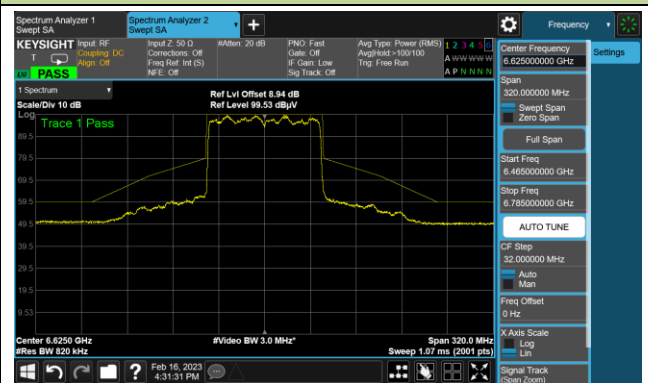 Spectrum Analyzer 1
Swept SA
Spectrum Analyzer 2
Swept SA
+
Frequency
KEYSIGHT
T
PASS
Input: RF
Coupling: DC
Align: Off
Input Z: 50 Ω
Corrections: Off
Freq Ref: Int (S)
NFE: Off
#Atten: 20 dB
PNO: Fast
Gate: Off
IF Gain: Low
Sig Track: Off
Avg Type: Power (RMS)
Avg|Hold:>100/100
Trig: Free Run
1 2 3 4 5 6
A W W W W W
A P N N N N
1 Spectrum
Scale/Div 10 dB
Log
Ref Lvl Offset 8.94 dB
Ref Level 99.53 dBµV
Trace 1 Pass
89.5
79.5
69.5
59.5
49.5
39.5
29.5
19.5
9.53
Center 6.6250 GHz
#Res BW 820 kHz
#Video BW 3.0 MHz*
Span 320.0 MHz
Sweep 1.07 ms (2001 pts)
Feb 16, 2023
4:31:31 PM
?
Center Frequency
6.625000000 GHz
Span
320.000000 MHz
Swept Span
Zero Span
Full Span
Start Freq
6.465000000 GHz
Stop Freq
6.785000000 GHz
AUTO TUNE
CF Step
32.000000 MHz
Auto
Man
Freq Offset
0 Hz
X Axis Scale
Log
Lin
Signal Track
(Span Zoom)
Settings